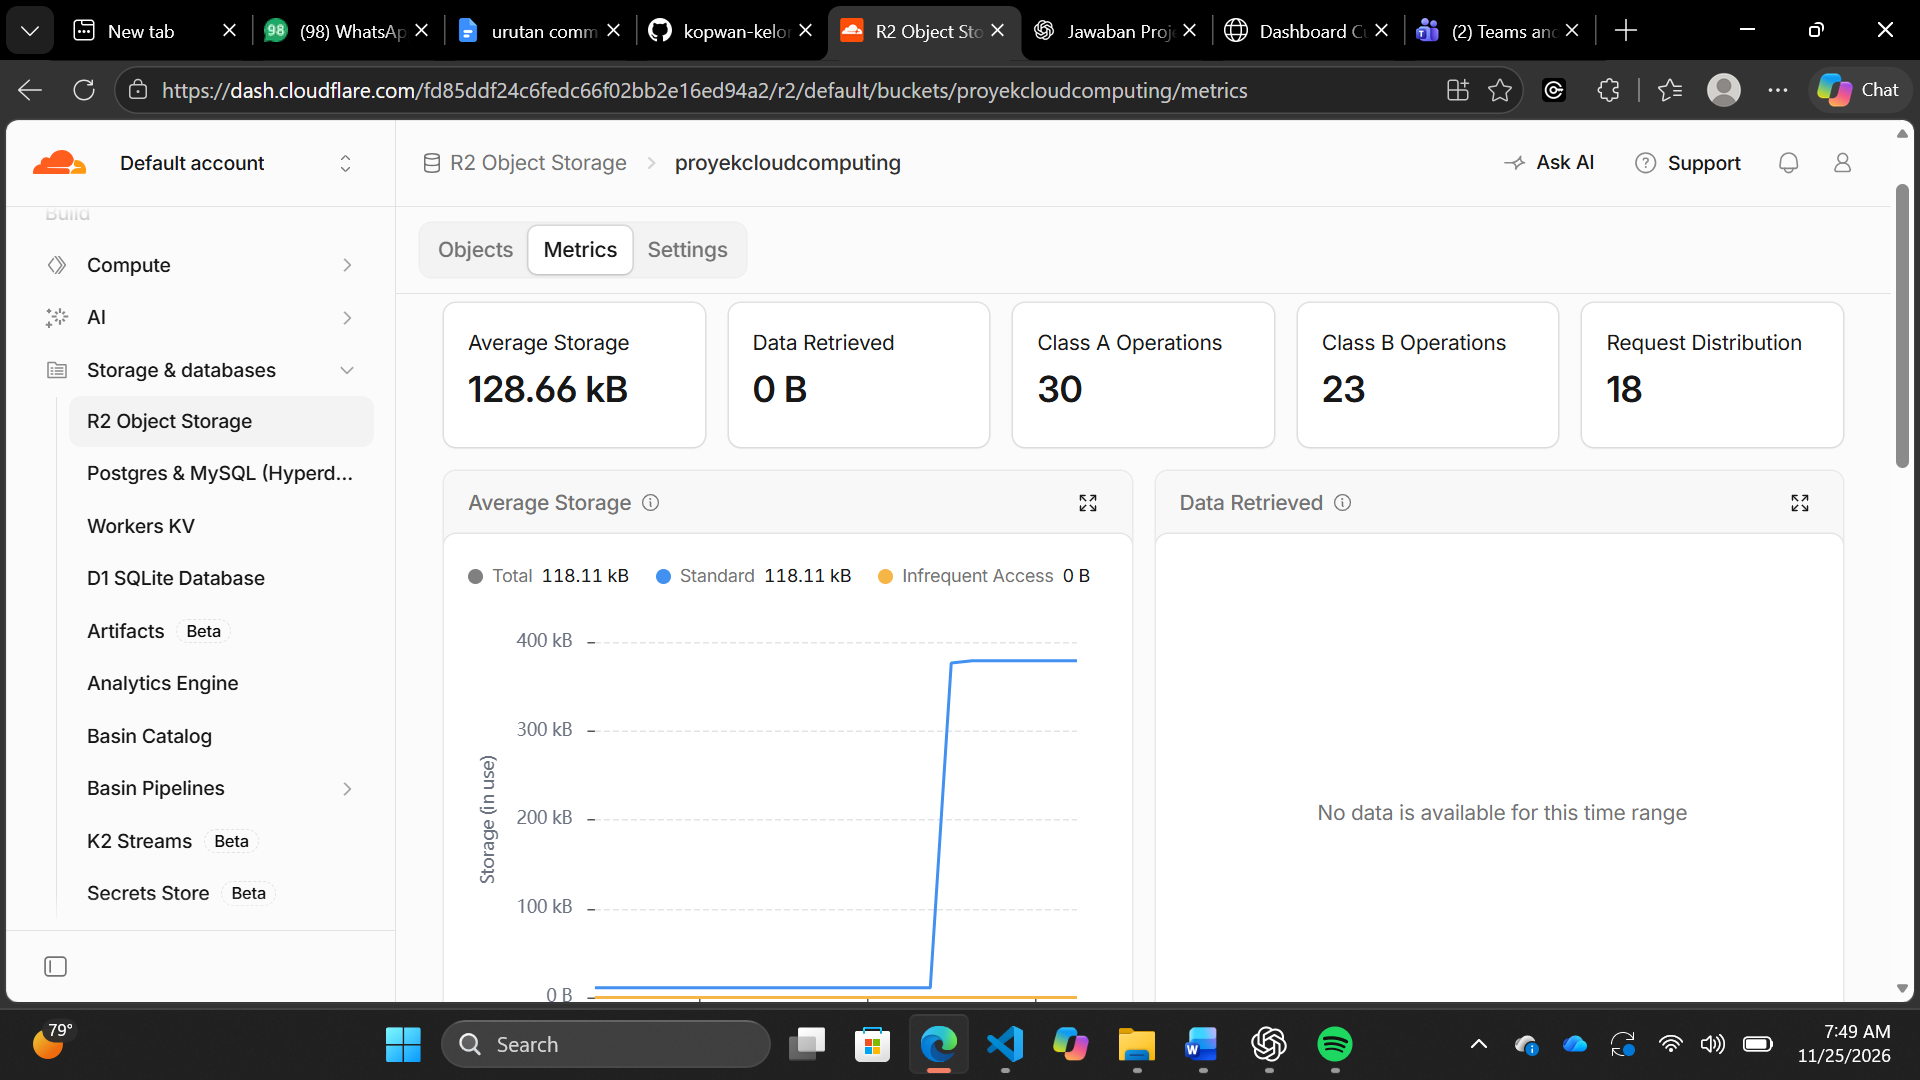 New tab
98
(98) WhatsAp
urutan comm
kopwan-kelor
R2 Object Sto
Jawaban Proj
Dashboard Cu
(2) Teams and
https://dash.cloudflare.com/fd85ddf24c6fedc66f02bb2e16ed94a2/r2/default/buckets/proyekcloudcomputing/metrics
Chat
Default account
R2 Object Storage
proyekcloudcomputing
Ask AI
Support
Build
Compute
AI
Storage & databases
R2 Object Storage
Postgres & MySQL (Hyperd...
Workers KV
D1 SQLite Database
Artifacts Beta
Analytics Engine
Basin Catalog
Basin Pipelines
K2 Streams Beta
Secrets Store Beta
Objects
Metrics
Settings
Average Storage
128.66 kB
Data Retrieved
0 B
Class A Operations
30
Class B Operations
23
Request Distribution
18
Average Storage
Total 118.11 kB Standard 118.11 kB Infrequent Access 0 B
400 kB
300 kB
200 kB
100 kB
0 B
Storage (in use)
Data Retrieved
No data is available for this time range
79°
Search
7:49 AM
11/25/2026